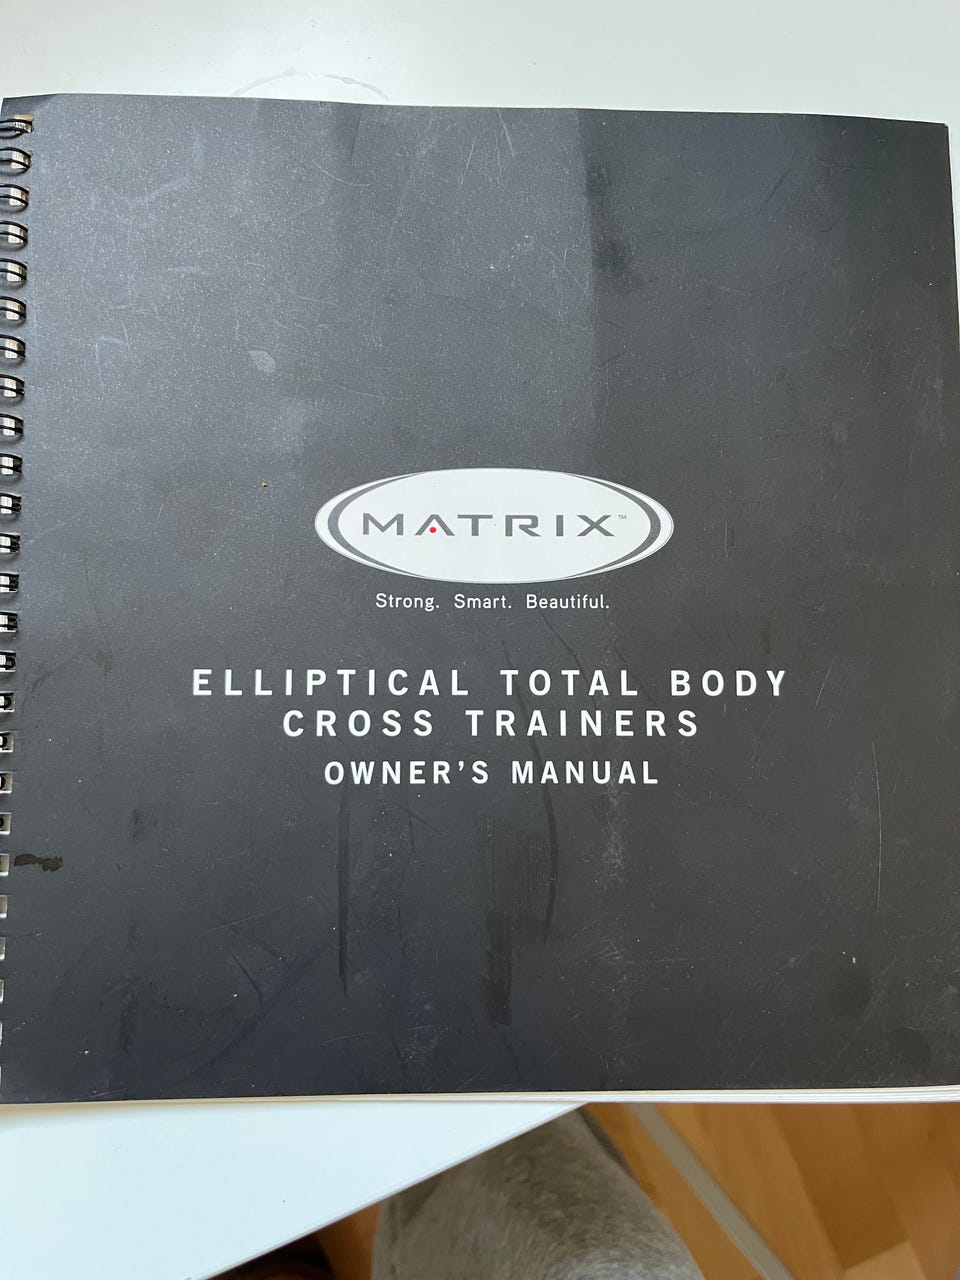 MATRIX™
Strong. Smart. Beautiful.
ELLIPTICAL TOTAL BODY
CROSS TRAINERS
OWNER'S MANUAL